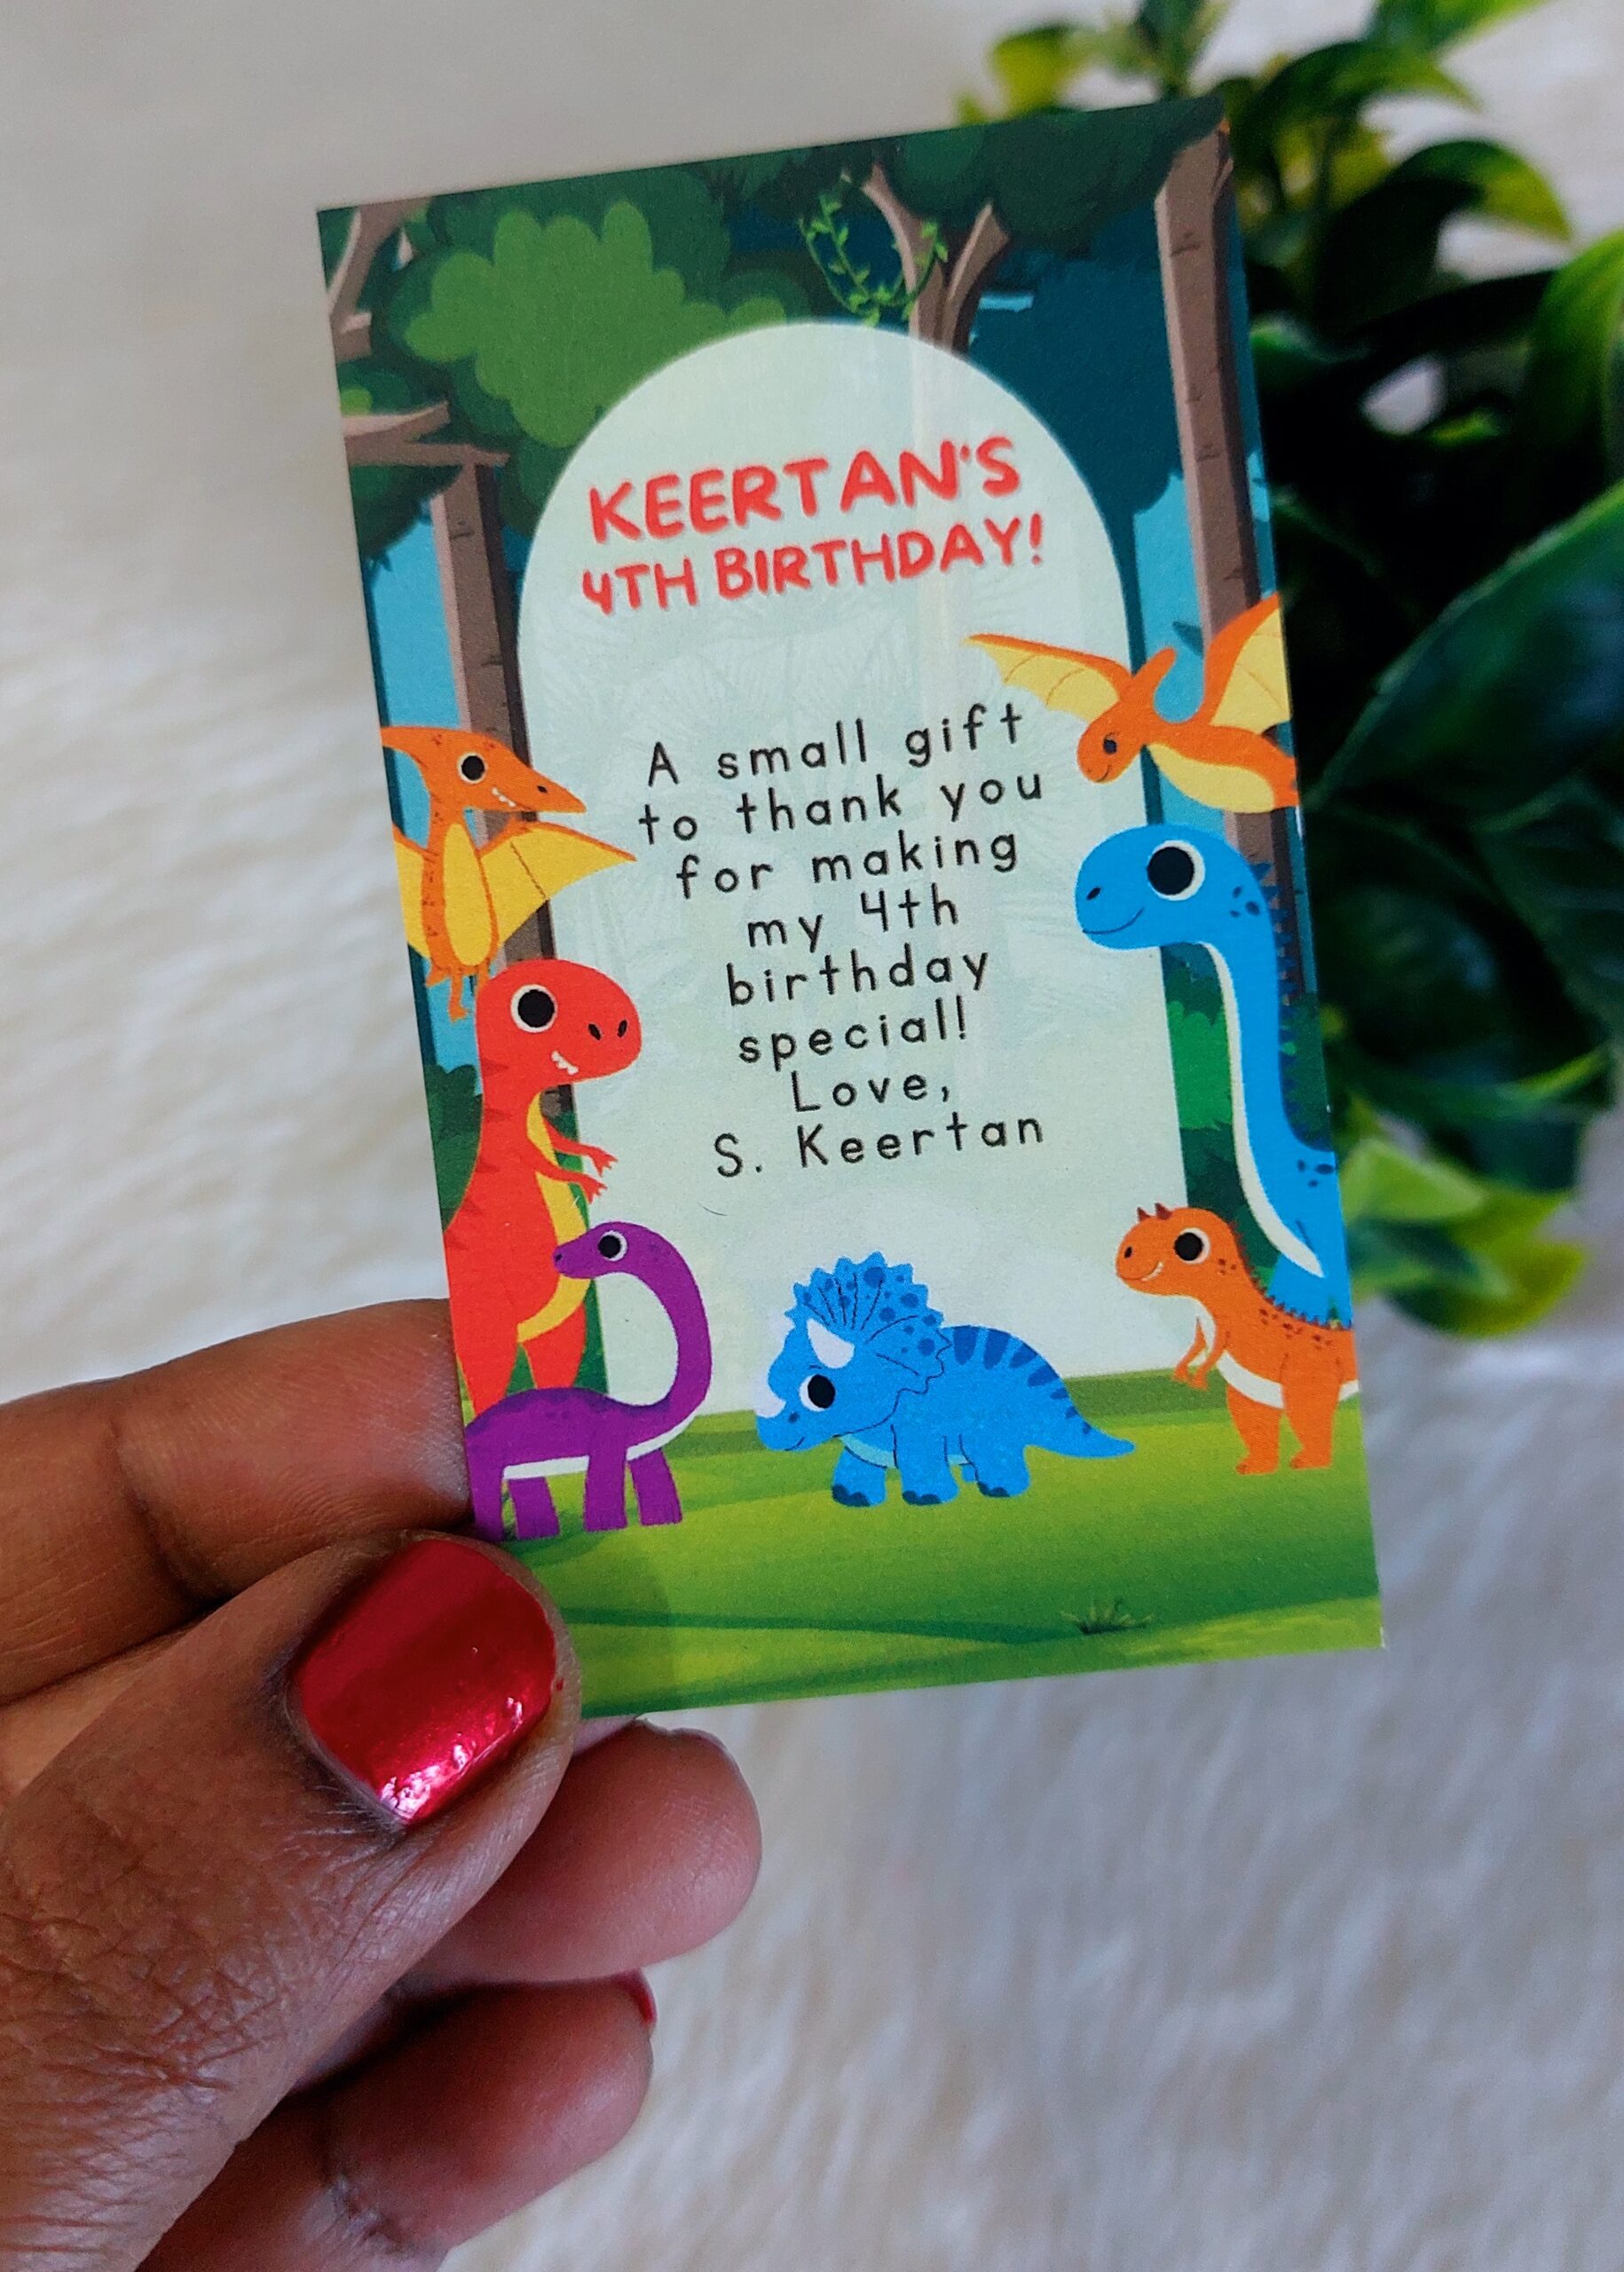 KEERTAN'S
4TH BIRTHDAY!
A small gift
to thank you
for making
my 4th
birthday
special!
Love,
S. Keertan